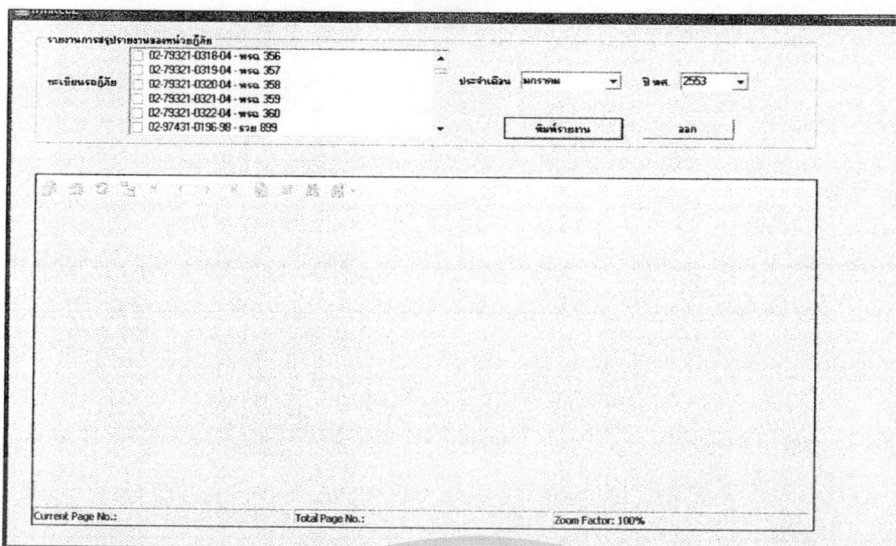 รายงานการสรุปรายงานของหน่วยกู้ภัย
ทะเบียนรถกู้ภัย
02-79321-0318-04 - พรฉ 356
02-79321-0319-04 - พรฉ 357
02-79321-0320-04 - พรฉ 358
02-79321-0321-04 - พรฉ 359
02-79321-0322-04 - พรฉ 360
02-97431-0196-98 - รวย 899
ประจำเดือน มกราคม ปี พศ. 2553
พิมพ์รายงาน ออก
Current Page No.: Total Page No.: Zoom Factor: 100%